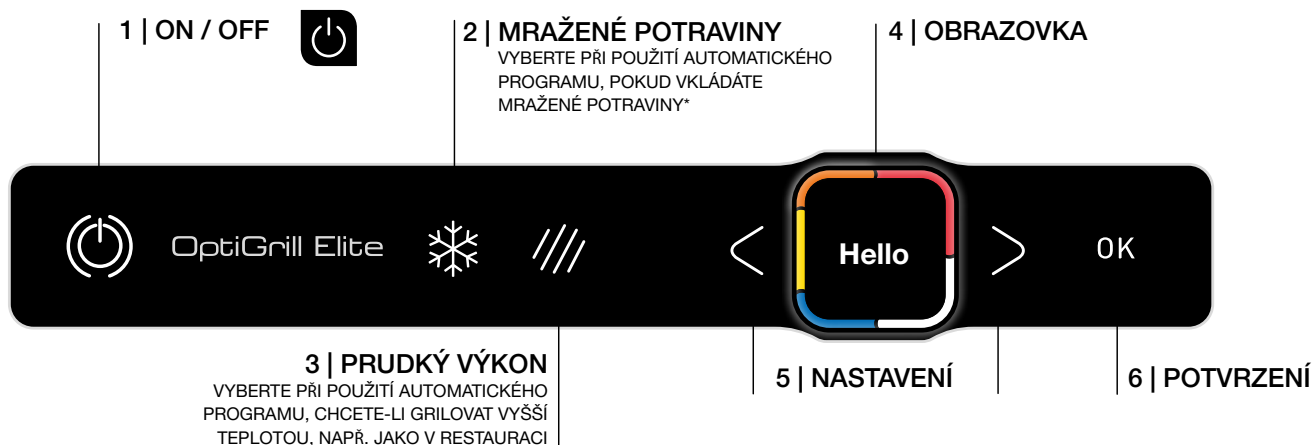 1 | ON / OFF
2 | MRAŽENÉ POTRAVINY
VYBERTE PŘI POUŽITÍ AUTOMATICKÉHO
PROGRAMU, POKUD VKLÁDÁTE
MRAŽENÉ POTRAVINY*
4 | OBRAZOVKA
OptiGrill Elite
Hello
OK
3 | PRUDKÝ VÝKON
VYBERTE PŘI POUŽITÍ AUTOMATICKÉHO
PROGRAMU, CHCETE-LI GRILOVAT VYŠŠÍ
TEPLOTOU, NAPŘ. JAKO V RESTAURACI
5 | NASTAVENÍ
6 | POTVRZENÍ